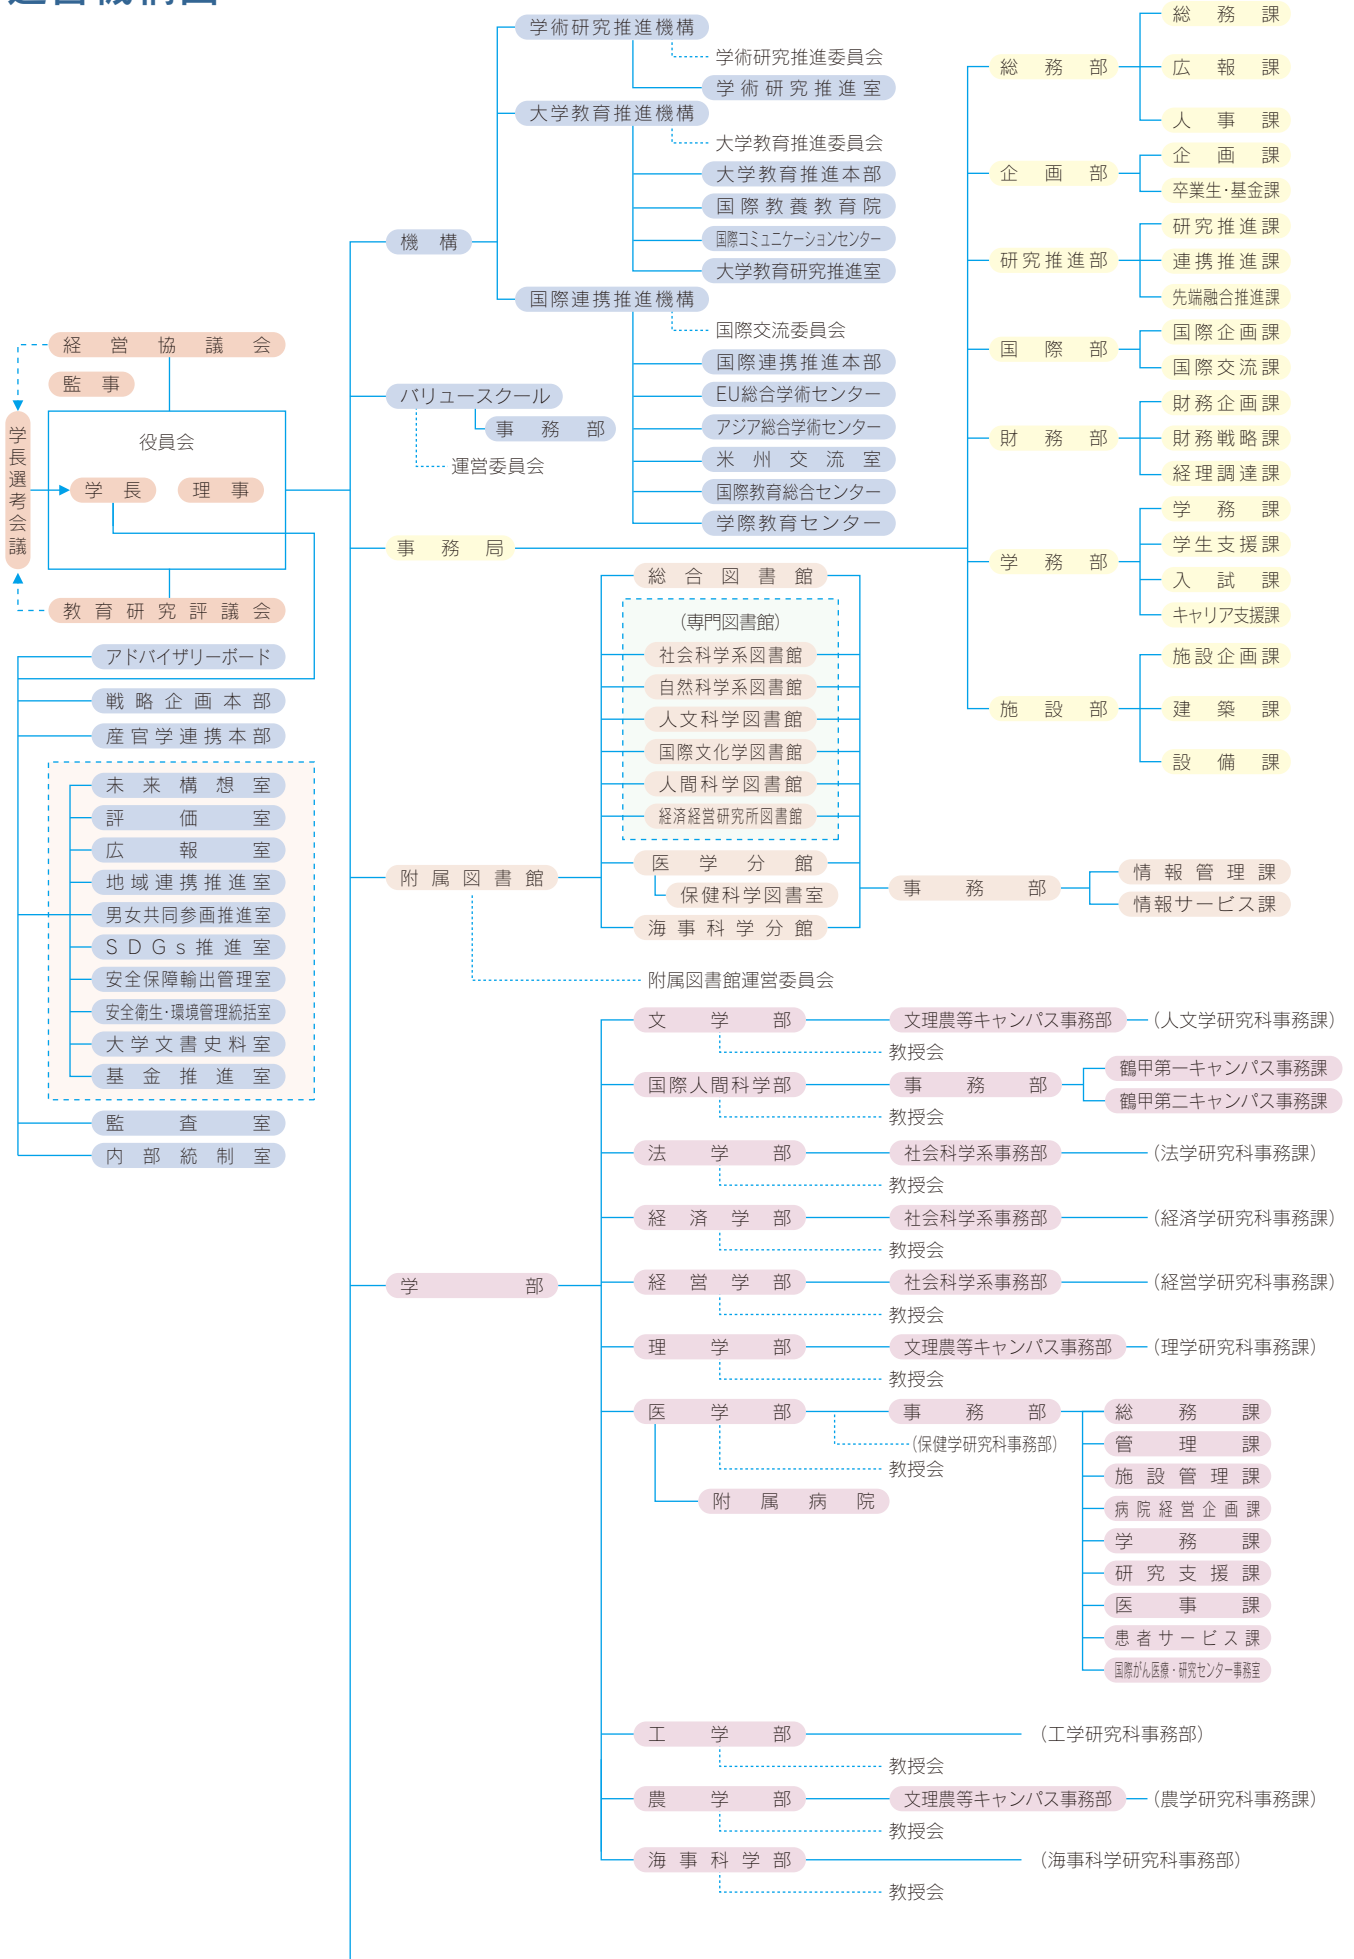 運営機構図
経営協議会
監事
学長選考会議
役員会
学長
理事
教育研究評議会
アドバイザリーボード
戦略企画本部
産官学連携本部
未来構想室
評価室
広報室
地域連携推進室
男女共同参画推進室
SDGs推進室
安全保障輸出管理室
安全衛生・環境管理統括室
大学文書史料室
基金推進室
監査室
内部統制室
機構
学術研究推進機構
学術研究推進委員会
学術研究推進室
大学教育推進機構
大学教育推進委員会
大学教育推進本部
国際教養教育院
国際コミュニケーションセンター
大学教育研究推進室
国際連携推進機構
国際交流委員会
国際連携推進本部
EU総合学術センター
アジア総合学術センター
米州交流室
国際教育総合センター
学際教育センター
バリュースクール
事務部
運営委員会
事務局
総務部
総務課
広報課
人事課
企画部
企画課
卒業生・基金課
研究推進部
研究推進課
連携推進課
先端融合推進課
国際部
国際企画課
国際交流課
財務部
財務企画課
財務戦略課
経理調達課
学務部
学務課
学生支援課
入試課
キャリア支援課
施設部
施設企画課
建築課
設備課
附属図書館
総合図書館
(専門図書館)
社会科学系図書館
自然科学系図書館
人文科学図書館
国際文化学図書館
人間科学図書館
経済経営研究所図書館
医学分館
保健科学図書室
海事科学分館
事務部
情報管理課
情報サービス課
附属図書館運営委員会
学部
文学部
文理農等キャンパス事務部
(人文学研究科事務課)
教授会
国際人間科学部
事務部
鶴甲第一キャンパス事務課
鶴甲第二キャンパス事務課
教授会
法学部
社会科学系事務部
(法学研究科事務課)
教授会
経済学部
社会科学系事務部
(経済学研究科事務課)
教授会
経営学部
社会科学系事務部
(経営学研究科事務課)
教授会
理学部
文理農等キャンパス事務部
(理学研究科事務課)
教授会
医学部
事務部
(保健学研究科事務部)
教授会
附属病院
総務課
管理課
施設管理課
病院経営企画課
学務課
研究支援課
医事課
患者サービス課
国際がん医療・研究センター事務室
工学部
(工学研究科事務部)
教授会
農学部
文理農等キャンパス事務部
(農学研究科事務課)
教授会
海事科学部
(海事科学研究科事務部)
教授会